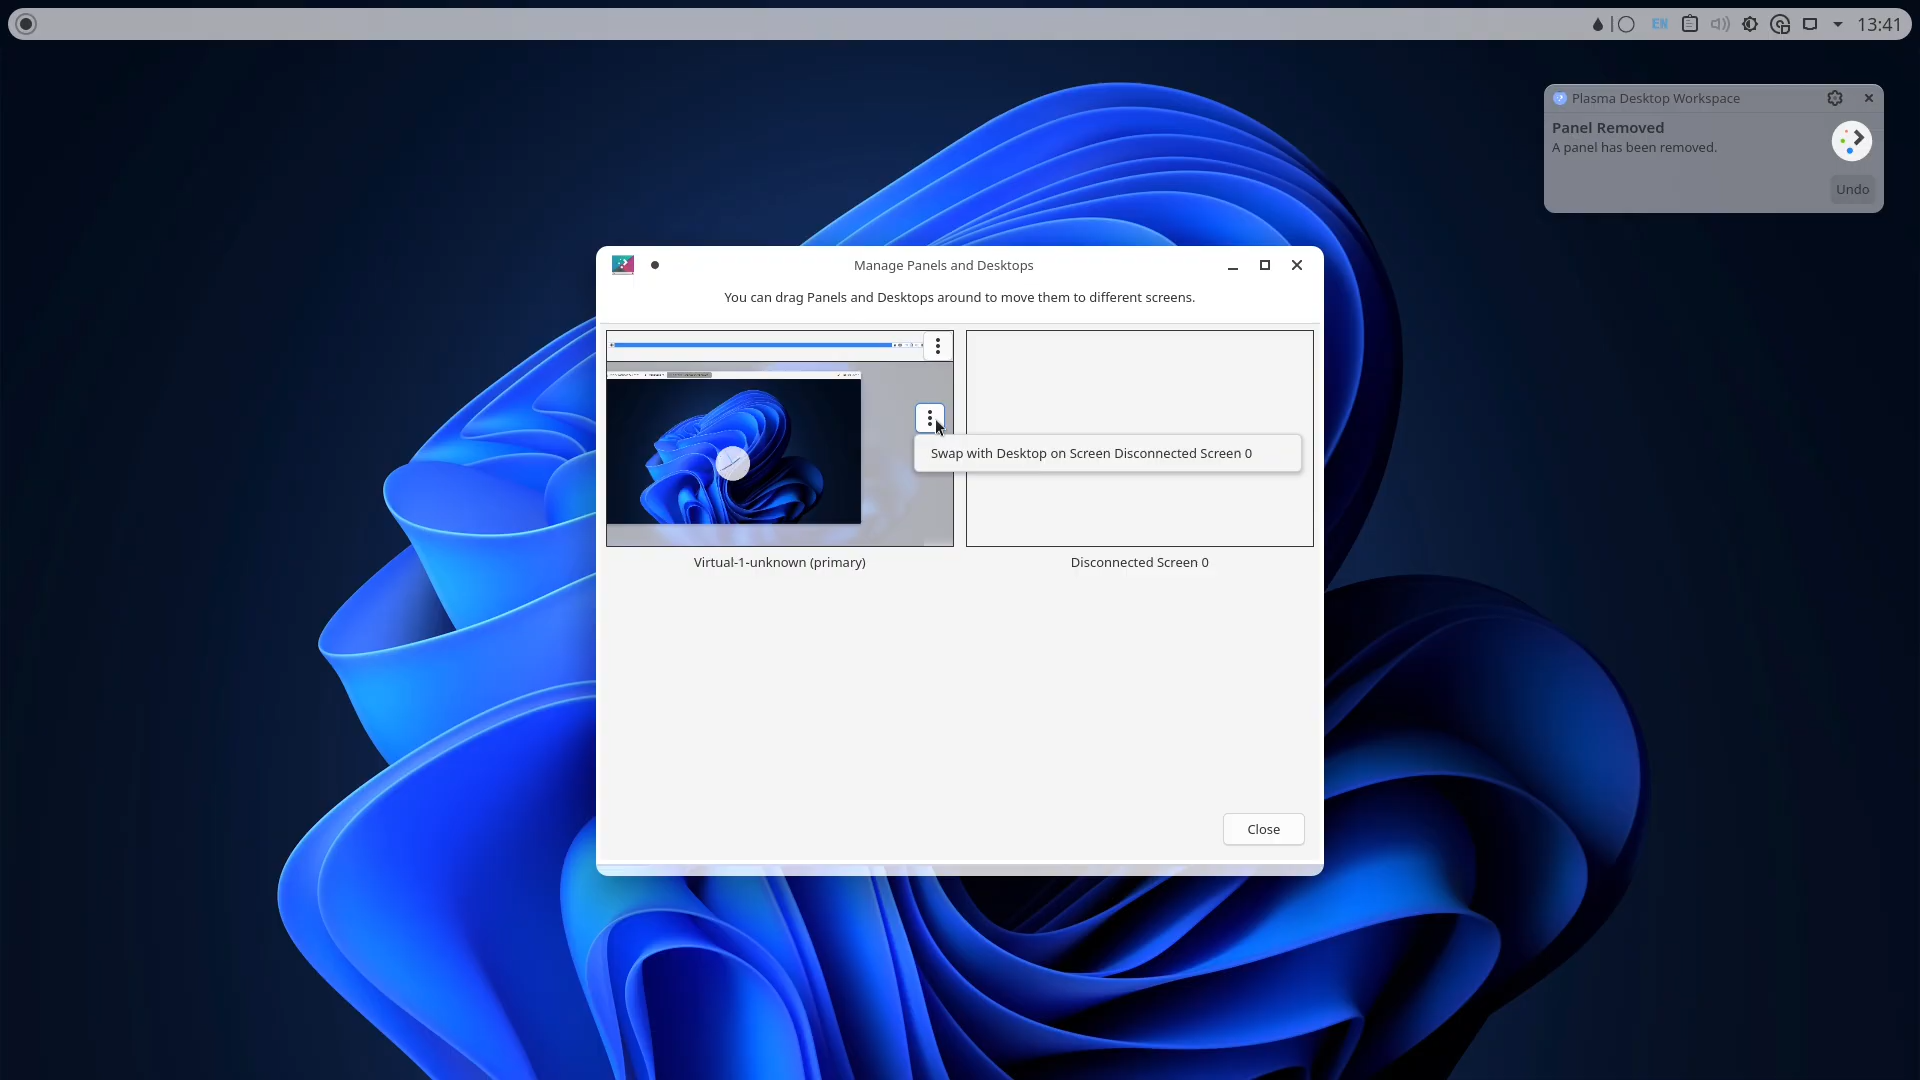 EN
13:41
Plasma Desktop Workspace
Panel Removed
A panel has been removed.
Undo
Manage Panels and Desktops
You can drag Panels and Desktops around to move them to different screens.
Swap with Desktop on Screen Disconnected Screen 0
Virtual-1-unknown (primary)
Disconnected Screen 0
Close